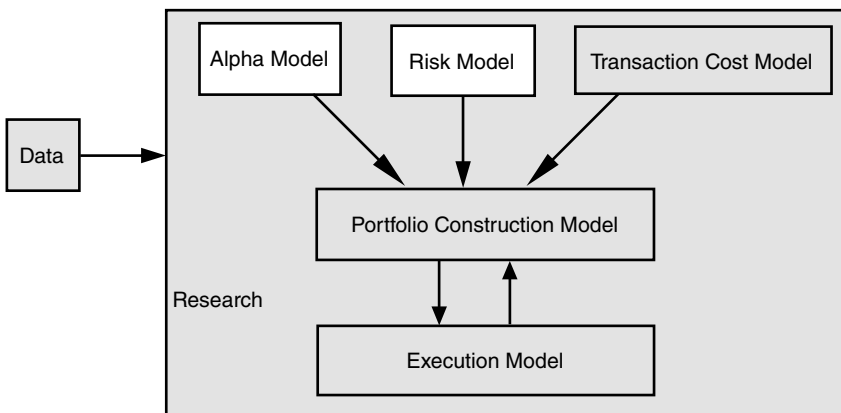 Alpha Model
Risk Model
Transaction Cost Model
Data
Portfolio Construction Model
Research
Execution Model